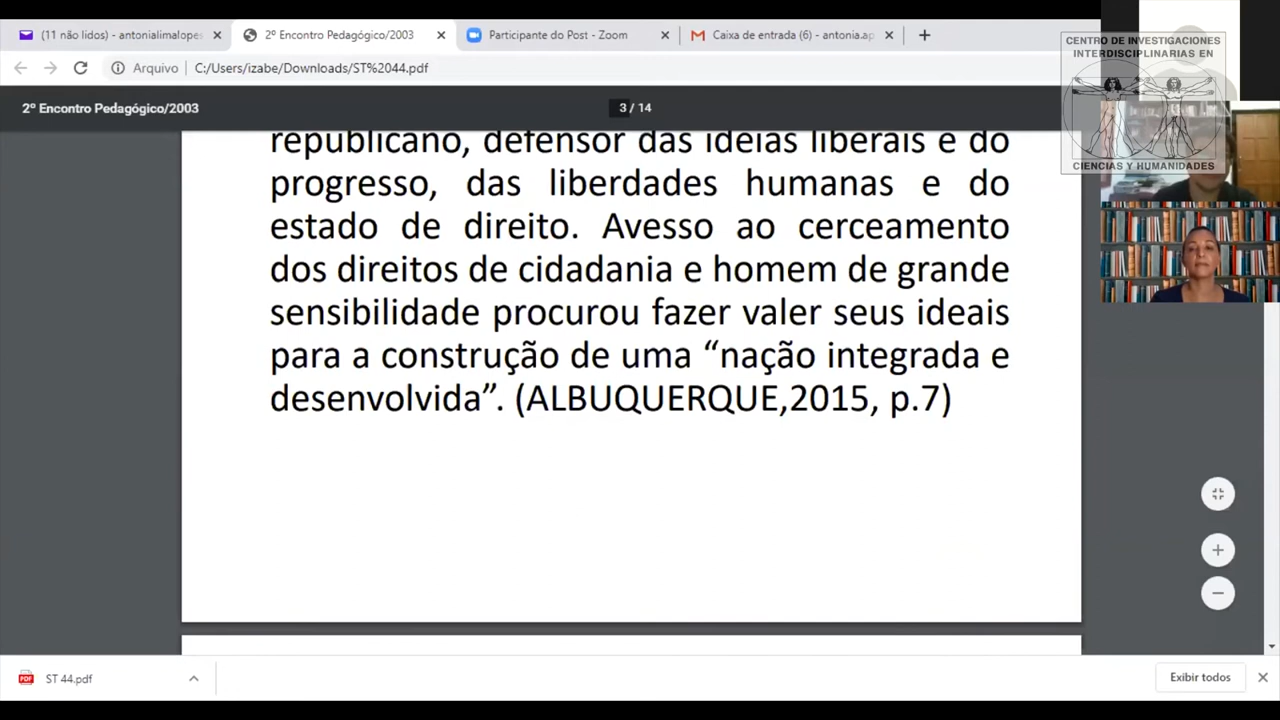 (11 não lidos) - antonialimalopes
2º Encontro Pedagógico/2003
Participante do Post - Zoom
Caixa de entrada (6) - antonia.ap
Arquivo
C:/Users/izabe/Downloads/ST%2044.pdf
CENTRO DE INVESTIGACIONES
INTERDISCIPLINARIAS EN
CIENCIAS Y HUMANIDADES
2º Encontro Pedagógico/2003
3 / 14
republicano, defensor das ideias liberais e do
progresso, das liberdades humanas e do
estado de direito. Avesso ao cerceamento
dos direitos de cidadania e homem de grande
sensibilidade procurou fazer valer seus ideais
para a construção de uma “nação integrada e
desenvolvida”. (ALBUQUERQUE,2015, p.7)
PDF
ST 44.pdf
Exibir todos